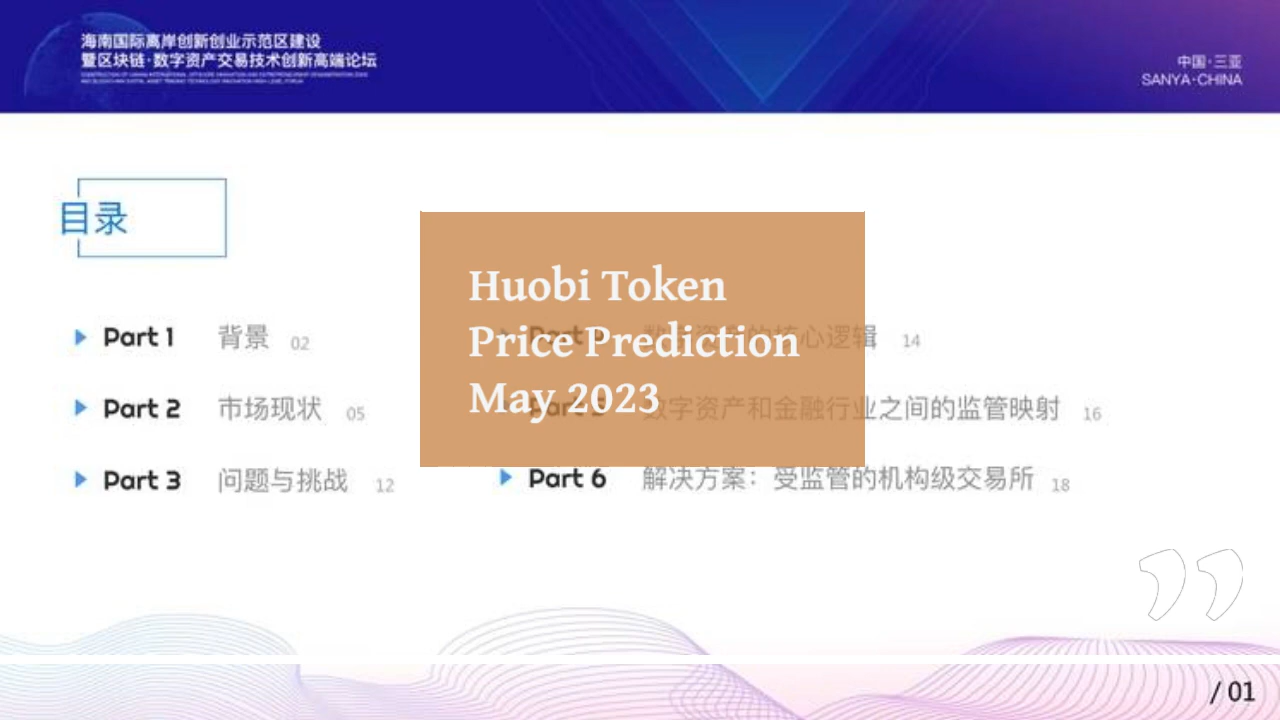 海南国际离岸创新创业示范区建设
暨区块链·数字资产交易技术创新高端论坛
中国·三亚
SANYA·CHINA
目录
Part 1 背景 02
Part 2 市场现状 05
Part 3 问题与挑战 12
Huobi Token
Price Prediction
May 2023
核心逻辑 14
数字资产和金融行业之间的监管映射 16
Part 6 解决方案：受监管的机构级交易所 18
/ 01